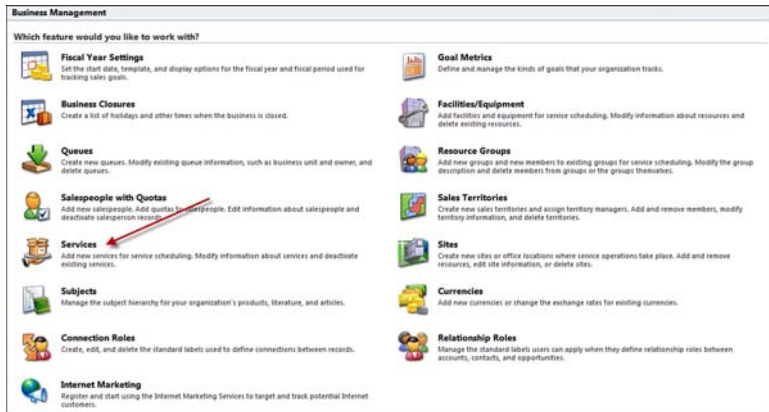 Business Management
Which feature would you like to work with?
Fiscal Year Settings
Set the start date, template, and display options for the fiscal year and fiscal period used for
tracking sales goals.
Goal Metrics
Define and manage the kinds of goals that your organization tracks.
Business Closures
Create a list of holidays and other times when the business is closed.
Facilities/Equipment
Add facilities and equipment for service scheduling. Modify information about resources and
delete existing resources.
Queues
Create new queues. Modify existing queue information, such as business unit and owner, and
delete queues.
Resource Groups
Add new groups and new members to existing groups for service scheduling. Modify the group
description and delete members from groups or the groups themselves.
Salespeople with Quotas
Add new salespeople. Add quotas to salespeople. Edit information about salespeople and
deactivate salesperson records.
Sales Territories
Create new sales territories and assign territory managers. Add and remove members, modify
territory information, and delete territories.
Services
Add new services for service scheduling. Modify information about services and deactivate
existing services.
Sites
Create new sites or office locations where service operations take place. Add and remove
resources, edit site information, or delete sites.
Subjects
Manage the subject hierarchy for your organization's products, literature, and articles.
Currencies
Add new currencies or change the exchange rates for existing currencies.
Connection Roles
Create, edit, and delete the standard labels used to define connections between records.
Relationship Roles
Manage the standard labels users can apply when they define relationship roles between
accounts, contacts, and opportunities.
Internet Marketing
Register and start using the Internet Marketing Services to target and track potential Internet
customers.